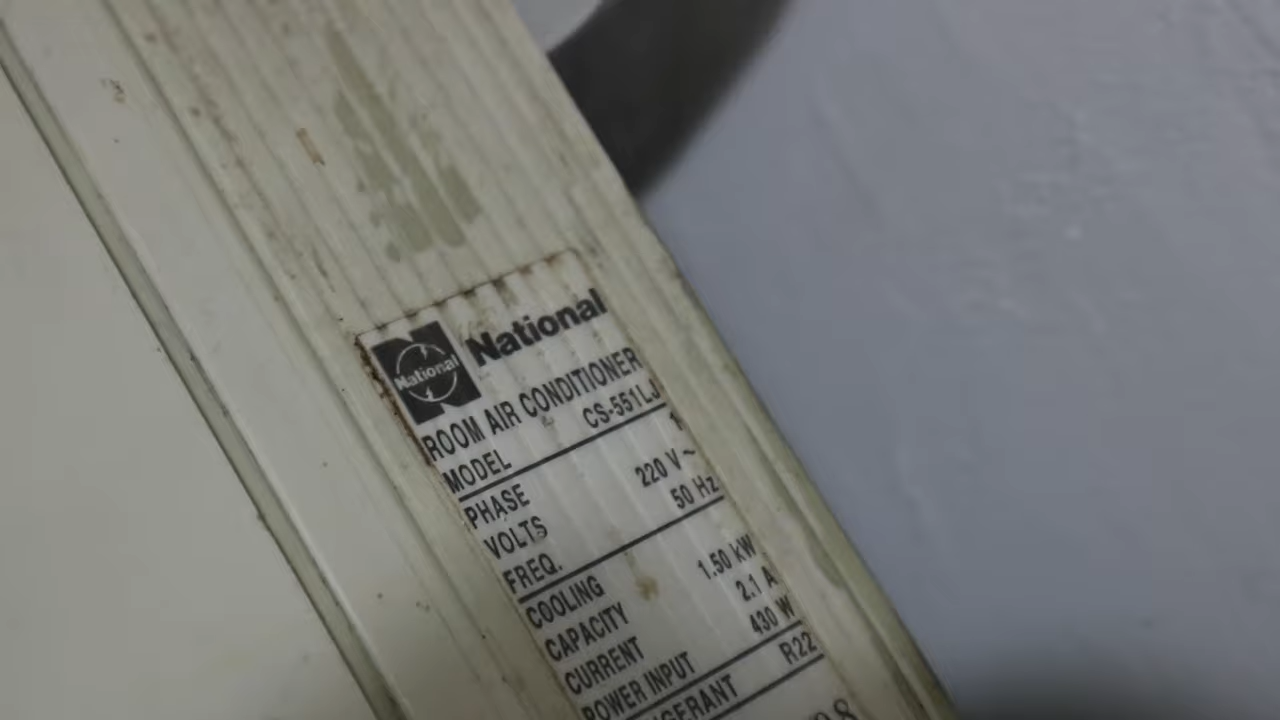 National National
ROOM AIR CONDITIONER
MODEL CS-551LJ
PHASE 1
VOLTS 220 V~
FREQ. 50 Hz
COOLING
CAPACITY 1.50 kW
CURRENT 2.1 A
POWER INPUT 430 W
R22